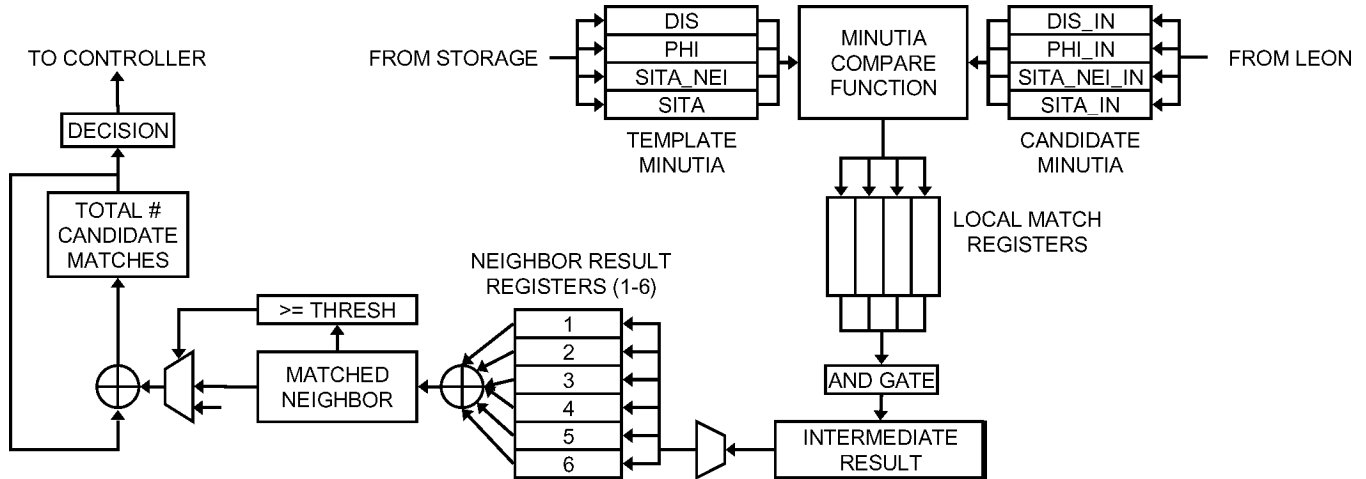 DIS
PHI
SITA_NEI
SITA
FROM STORAGE
TEMPLATE
MINUTIA
MINUTIA
COMPARE
FUNCTION
DIS_IN
PHI_IN
SITA_NEI_IN
SITA_IN
FROM LEON
CANDIDATE
MINUTIA
LOCAL MATCH
REGISTERS
AND GATE
INTERMEDIATE
RESULT
NEIGHBOR RESULT
REGISTERS (1-6)
1
2
3
4
5
6
MATCHED
NEIGHBOR
>= THRESH
TOTAL #
CANDIDATE
MATCHES
DECISION
TO CONTROLLER